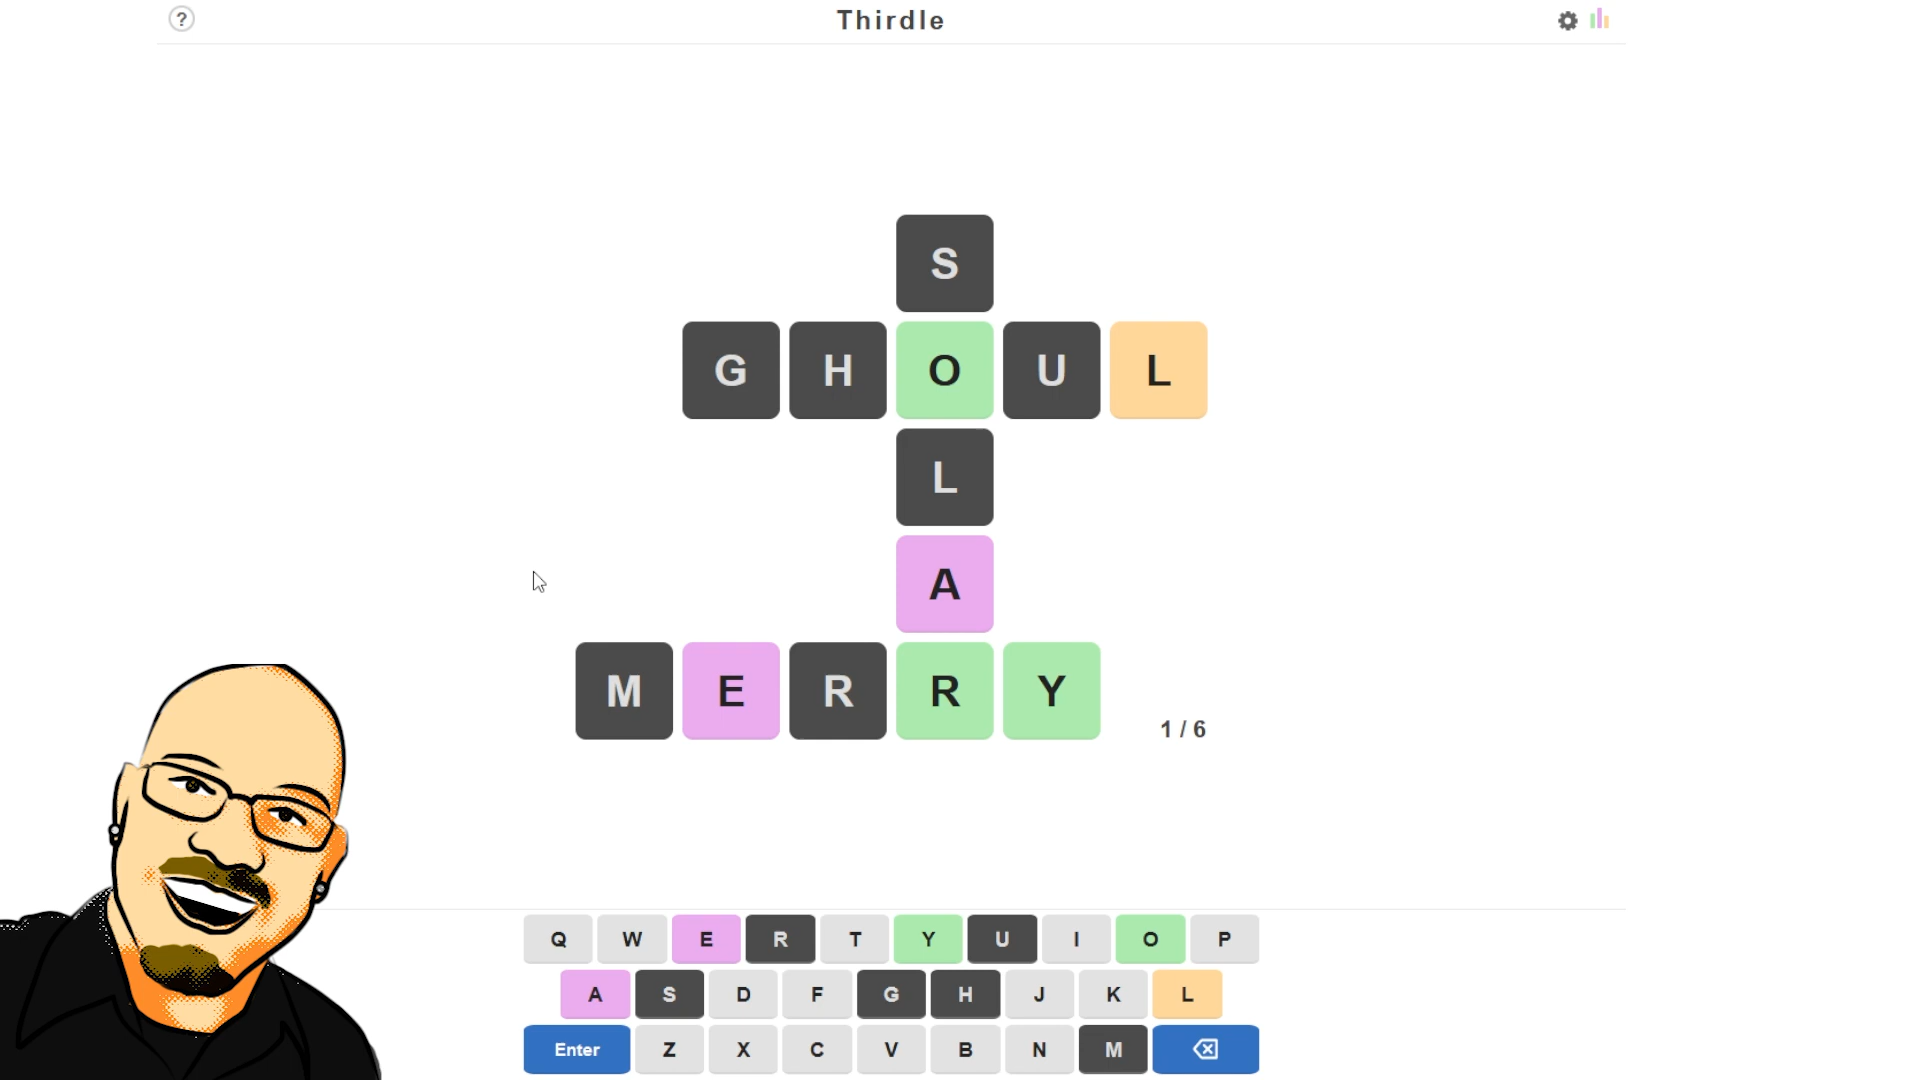 ? Thirdle
S
G H O U L
L
A
M E R R Y
1 / 6
Q W E R T Y U I O P
A S D F G H J K L
Enter Z X C V B N M